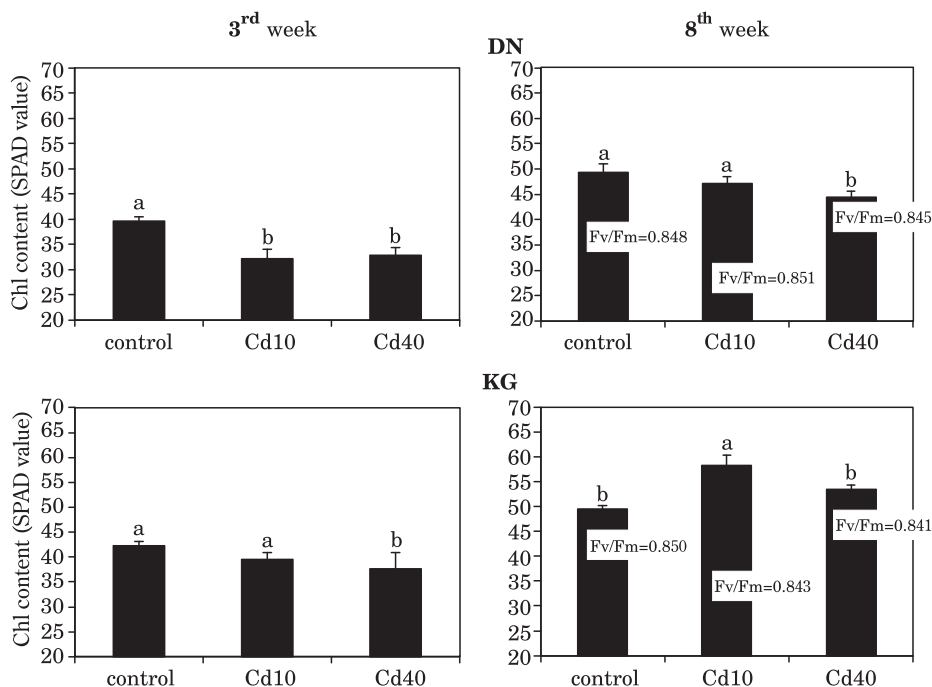 3rd week
8th week
DN
Chl content (SPAD value)
70
65
60
55
50
45
40
35
30
25
20
a
b
b
control
Cd10
Cd40
70
65
60
55
50
45
40
35
30
25
20
a
a
b
Fv/Fm=0.848
Fv/Fm=0.851
Fv/Fm=0.845
control
Cd10
Cd40
KG
Chl content (SPAD value)
70
65
60
55
50
45
40
35
30
25
20
a
a
b
control
Cd10
Cd40
70
65
60
55
50
45
40
35
30
25
20
b
a
b
Fv/Fm=0.850
Fv/Fm=0.843
Fv/Fm=0.841
control
Cd10
Cd40